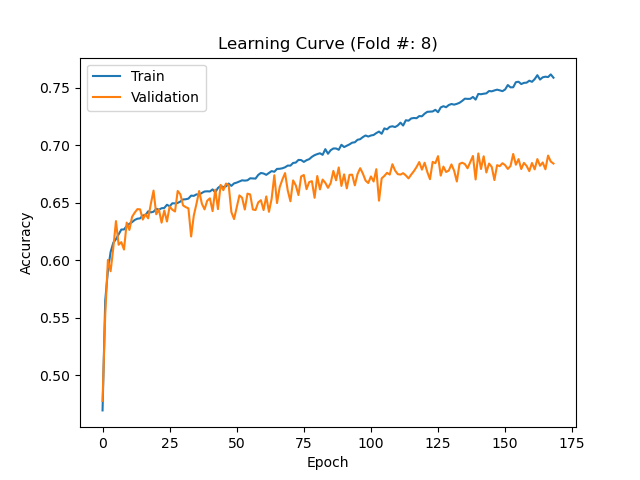 Learning Curve (Fold #: 8)
Train
Validation
0.75
0.70
0.65
0.60
0.55
0.50
Accuracy
0 25 50 75 100 125 150 175
Epoch